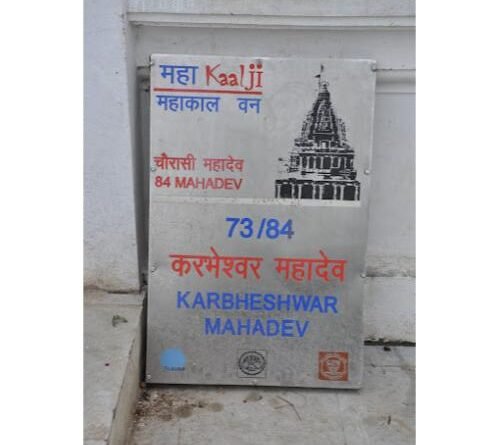 महा Kaalji
महाकाल वन
चौरासी महादेव
84 MAHADEV
73/84
करभेश्वर महादेव
KARBHESHWAR
MAHADEV